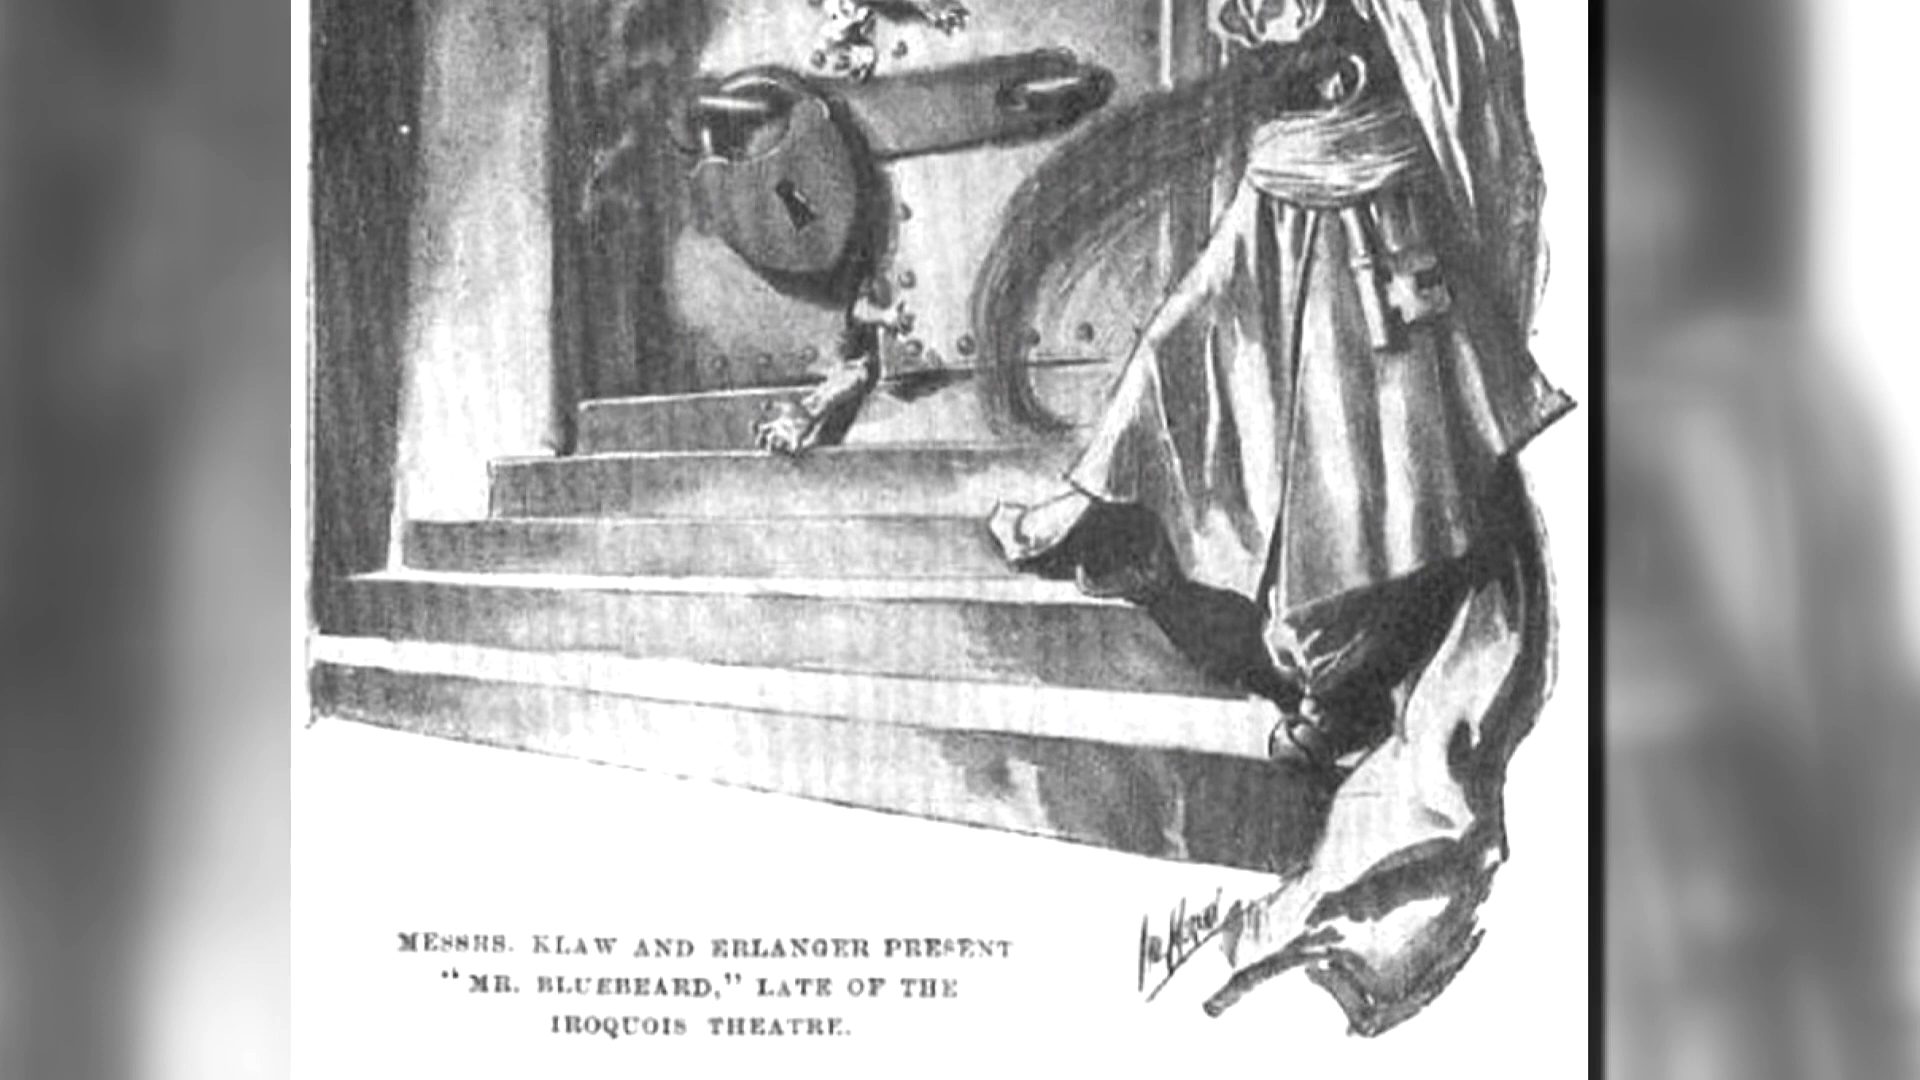 MESSRS. KLAW AND ERLANGER PRESENT
"MR. BLUEBEARD," LATE OF THE
IROQUOIS THEATRE.